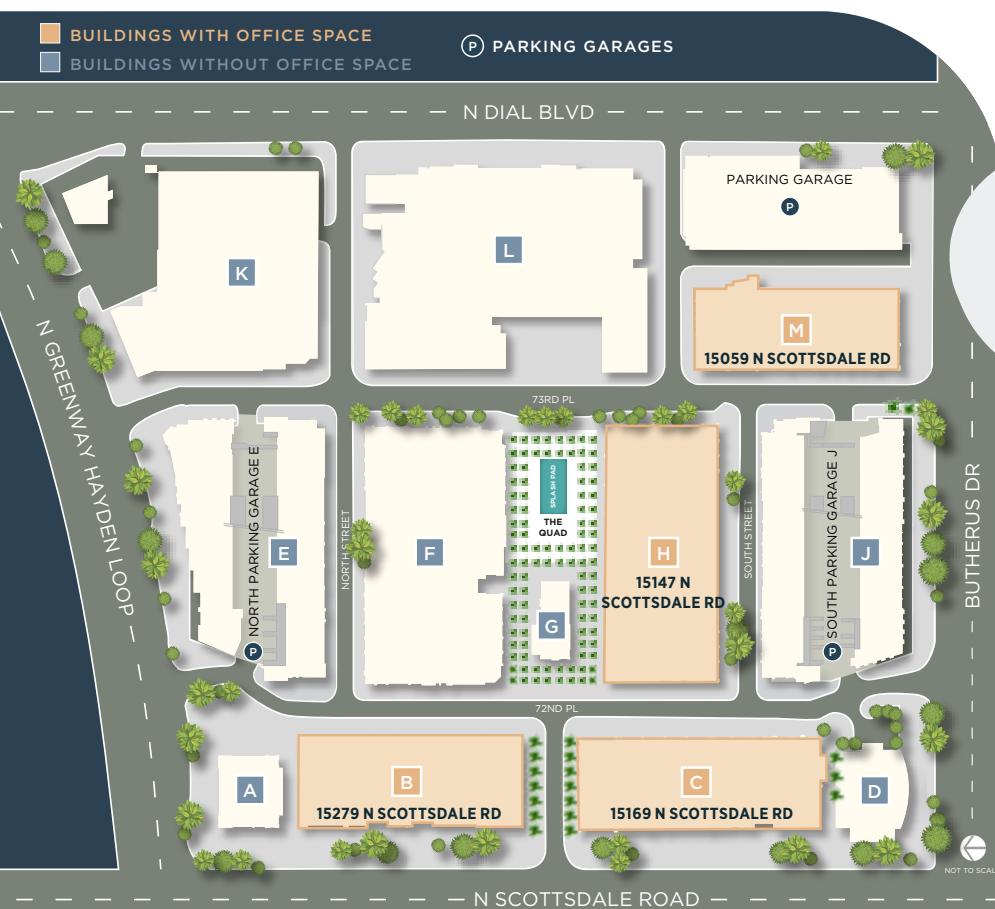 BUILDINGS WITH OFFICE SPACE
P PARKING GARAGES
BUILDINGS WITHOUT OFFICE SPACE
N DIAL BLVD
PARKING GARAGE
P
L
K
M
15059 N SCOTTSDALE RD
N GREENWAY HAYDEN LOOP
73RD PL
NORTH PARKING GARAGE E
P
E
NORTH STREET
F
SPLASH PAD
THE
QUAD
G
H
15147 N
SCOTTSDALE RD
SOUTH STREET
SOUTH PARKING GARAGE J
P
J
BUTHERUS DR
72ND PL
A
B
15279 N SCOTTSDALE RD
C
15169 N SCOTTSDALE RD
D
NOT TO SCAL
N SCOTTSDALE ROAD